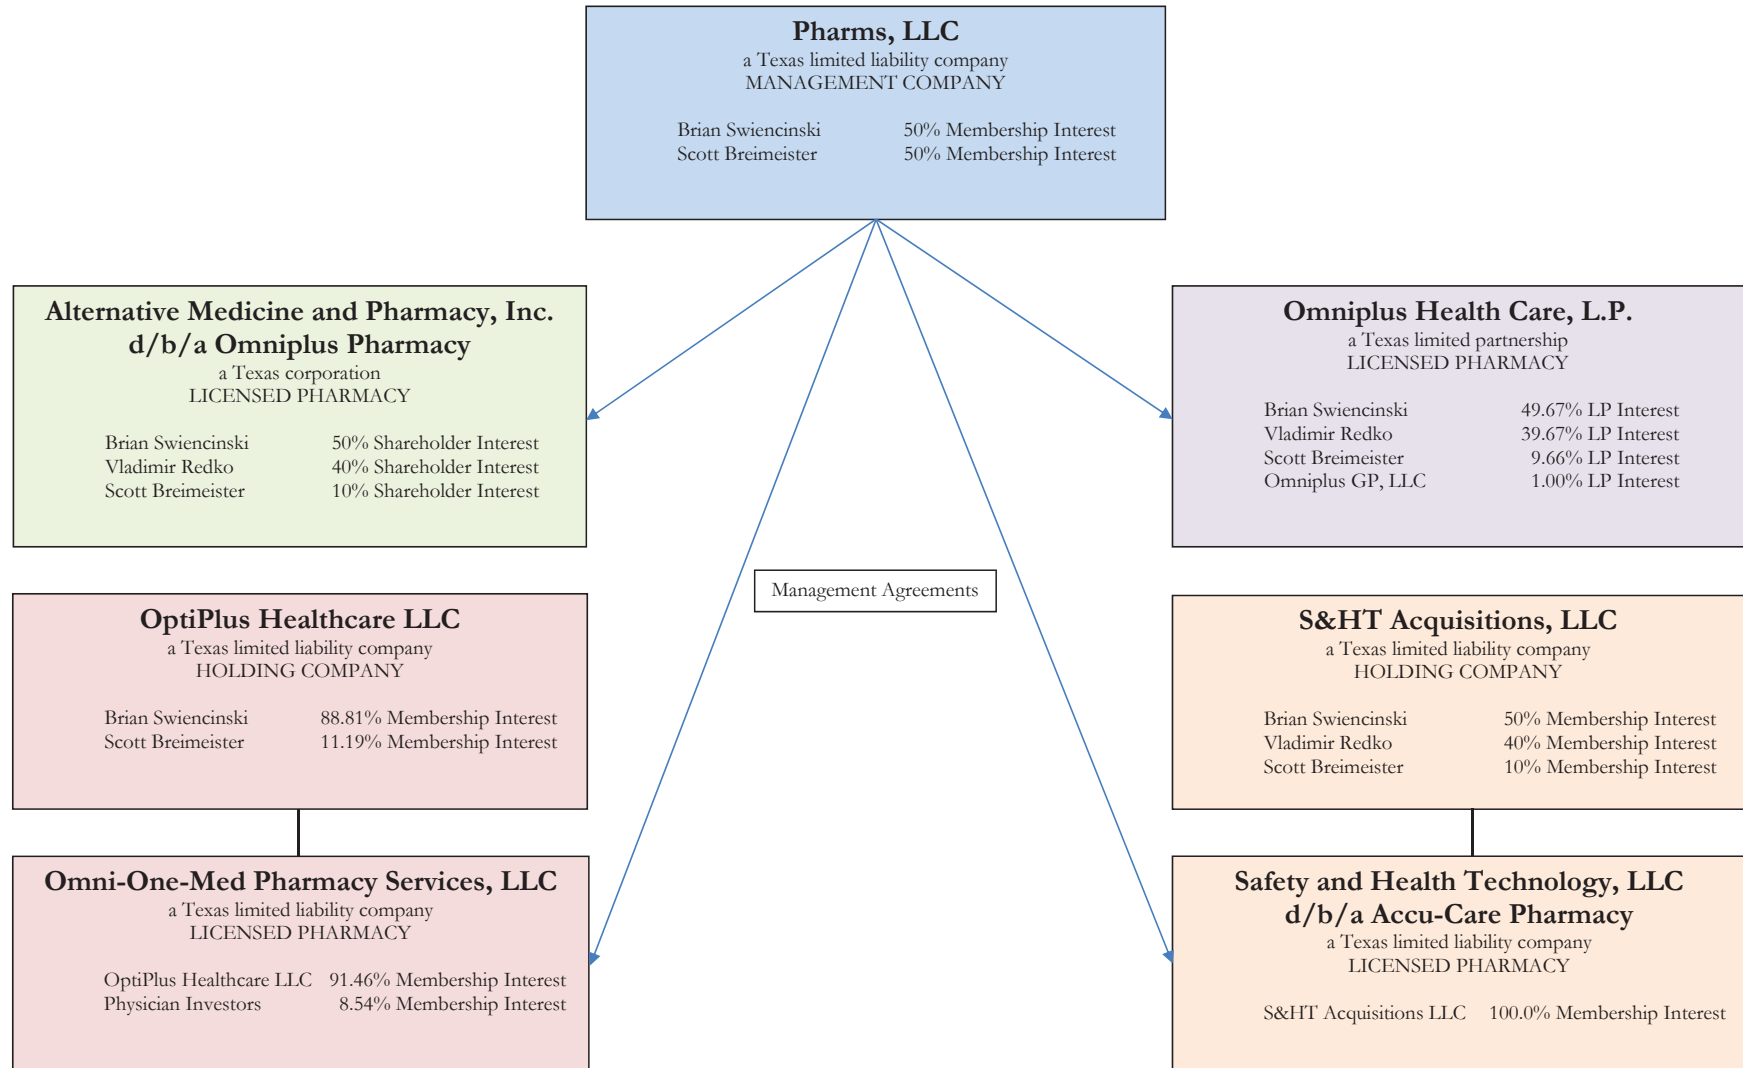 Pharms, LLC
a Texas limited liability company
MANAGEMENT COMPANY
Brian Swiencinski 50% Membership Interest
Scott Breimeister 50% Membership Interest
Alternative Medicine and Pharmacy, Inc.
d/b/a Omniplus Pharmacy
a Texas corporation
LICENSED PHARMACY
Brian Swiencinski 50% Shareholder Interest
Vladimir Redko 40% Shareholder Interest
Scott Breimeister 10% Shareholder Interest
Omniplus Health Care, L.P.
a Texas limited partnership
LICENSED PHARMACY
Brian Swiencinski 49.67% LP Interest
Vladimir Redko 39.67% LP Interest
Scott Breimeister 9.66% LP Interest
Omniplus GP, LLC 1.00% LP Interest
Management Agreements
OptiPlus Healthcare LLC
a Texas limited liability company
HOLDING COMPANY
Brian Swiencinski 88.81% Membership Interest
Scott Breimeister 11.19% Membership Interest
S&HT Acquisitions, LLC
a Texas limited liability company
HOLDING COMPANY
Brian Swiencinski 50% Membership Interest
Vladimir Redko 40% Membership Interest
Scott Breimeister 10% Membership Interest
Omni-One-Med Pharmacy Services, LLC
a Texas limited liability company
LICENSED PHARMACY
OptiPlus Healthcare LLC 91.46% Membership Interest
Physician Investors 8.54% Membership Interest
Safety and Health Technology, LLC
d/b/a Accu-Care Pharmacy
a Texas limited liability company
LICENSED PHARMACY
S&HT Acquisitions LLC 100.0% Membership Interest